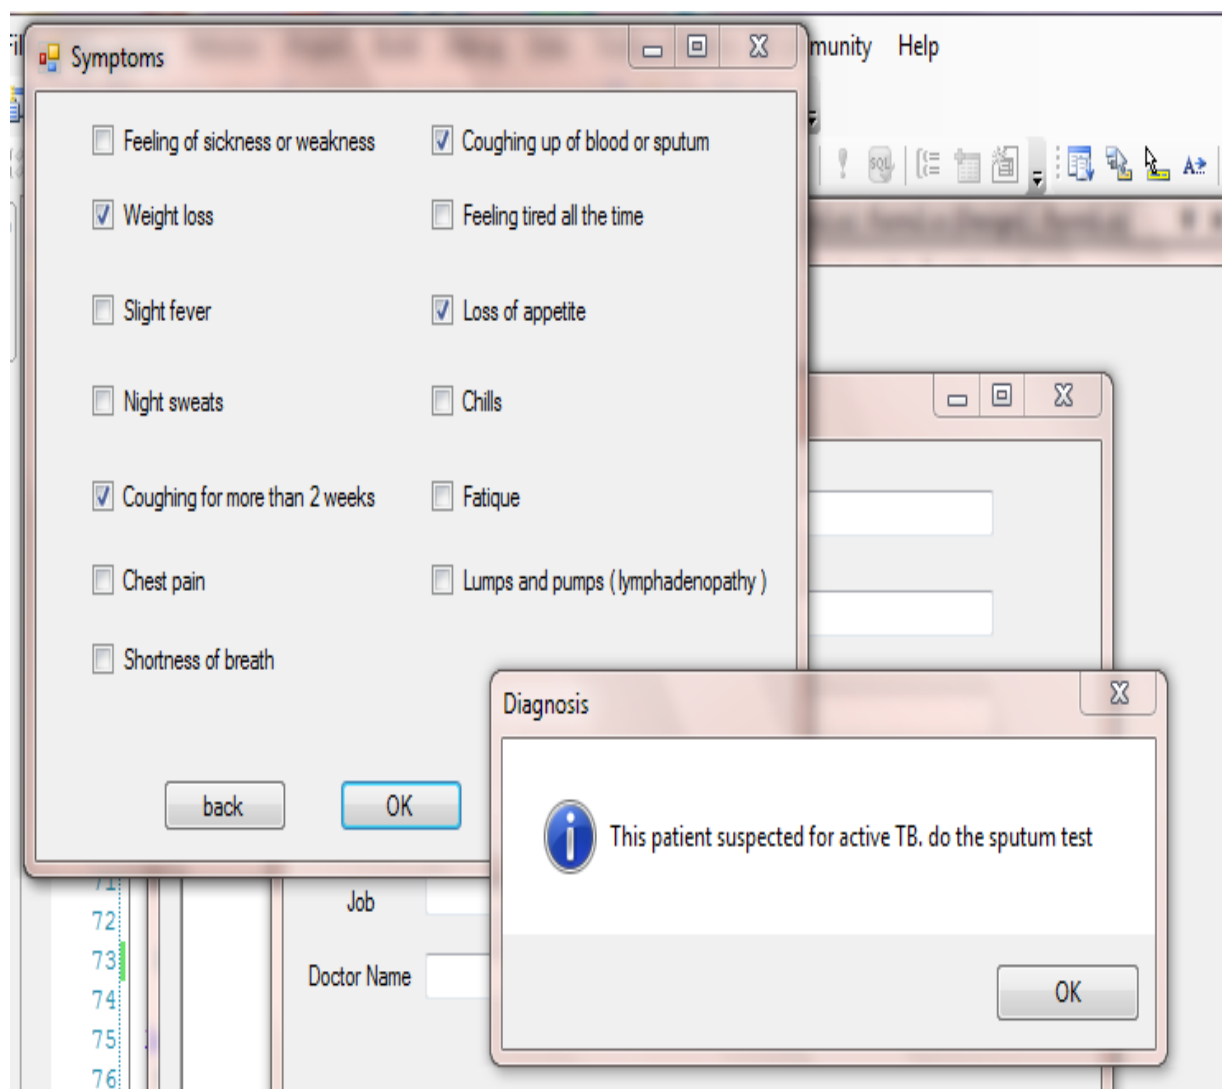 Symptoms
munity Help
Feeling of sickness or weakness
Coughing up of blood or sputum
SQL
Weight loss
Feeling tired all the time
Slight fever
Loss of appetite
Night sweats
Chills
Coughing for more than 2 weeks
Fatique
Chest pain
Lumps and pumps ( lymphadenopathy )
Shortness of breath
Diagnosis
back
OK
This patient suspected for active TB. do the sputum test
OK
71
Job
72
73
Doctor Name
74
75
76